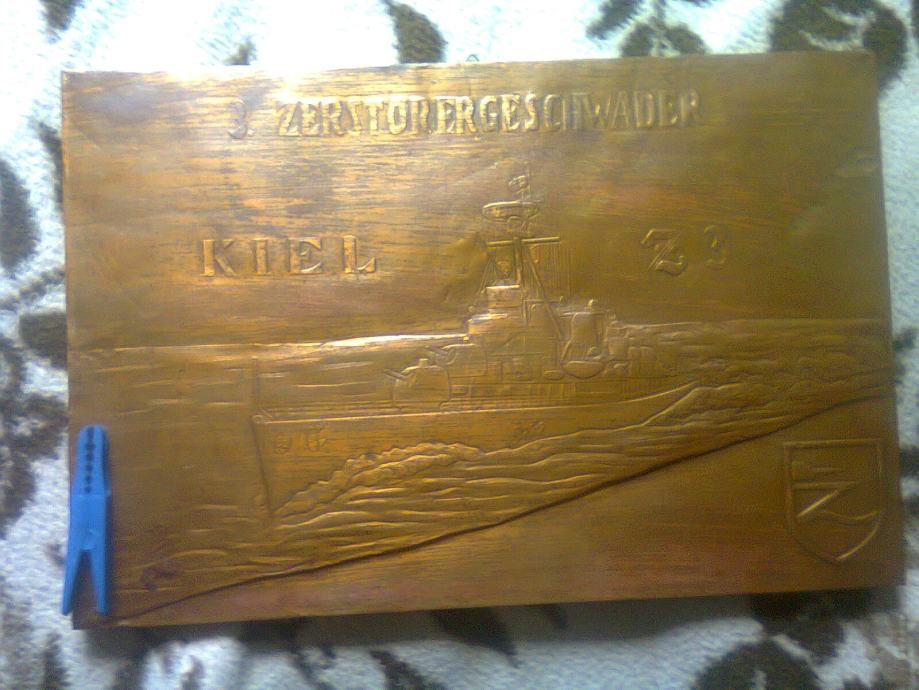 3. ZERSTÖRERGESCHWADER
KIEL Z 3